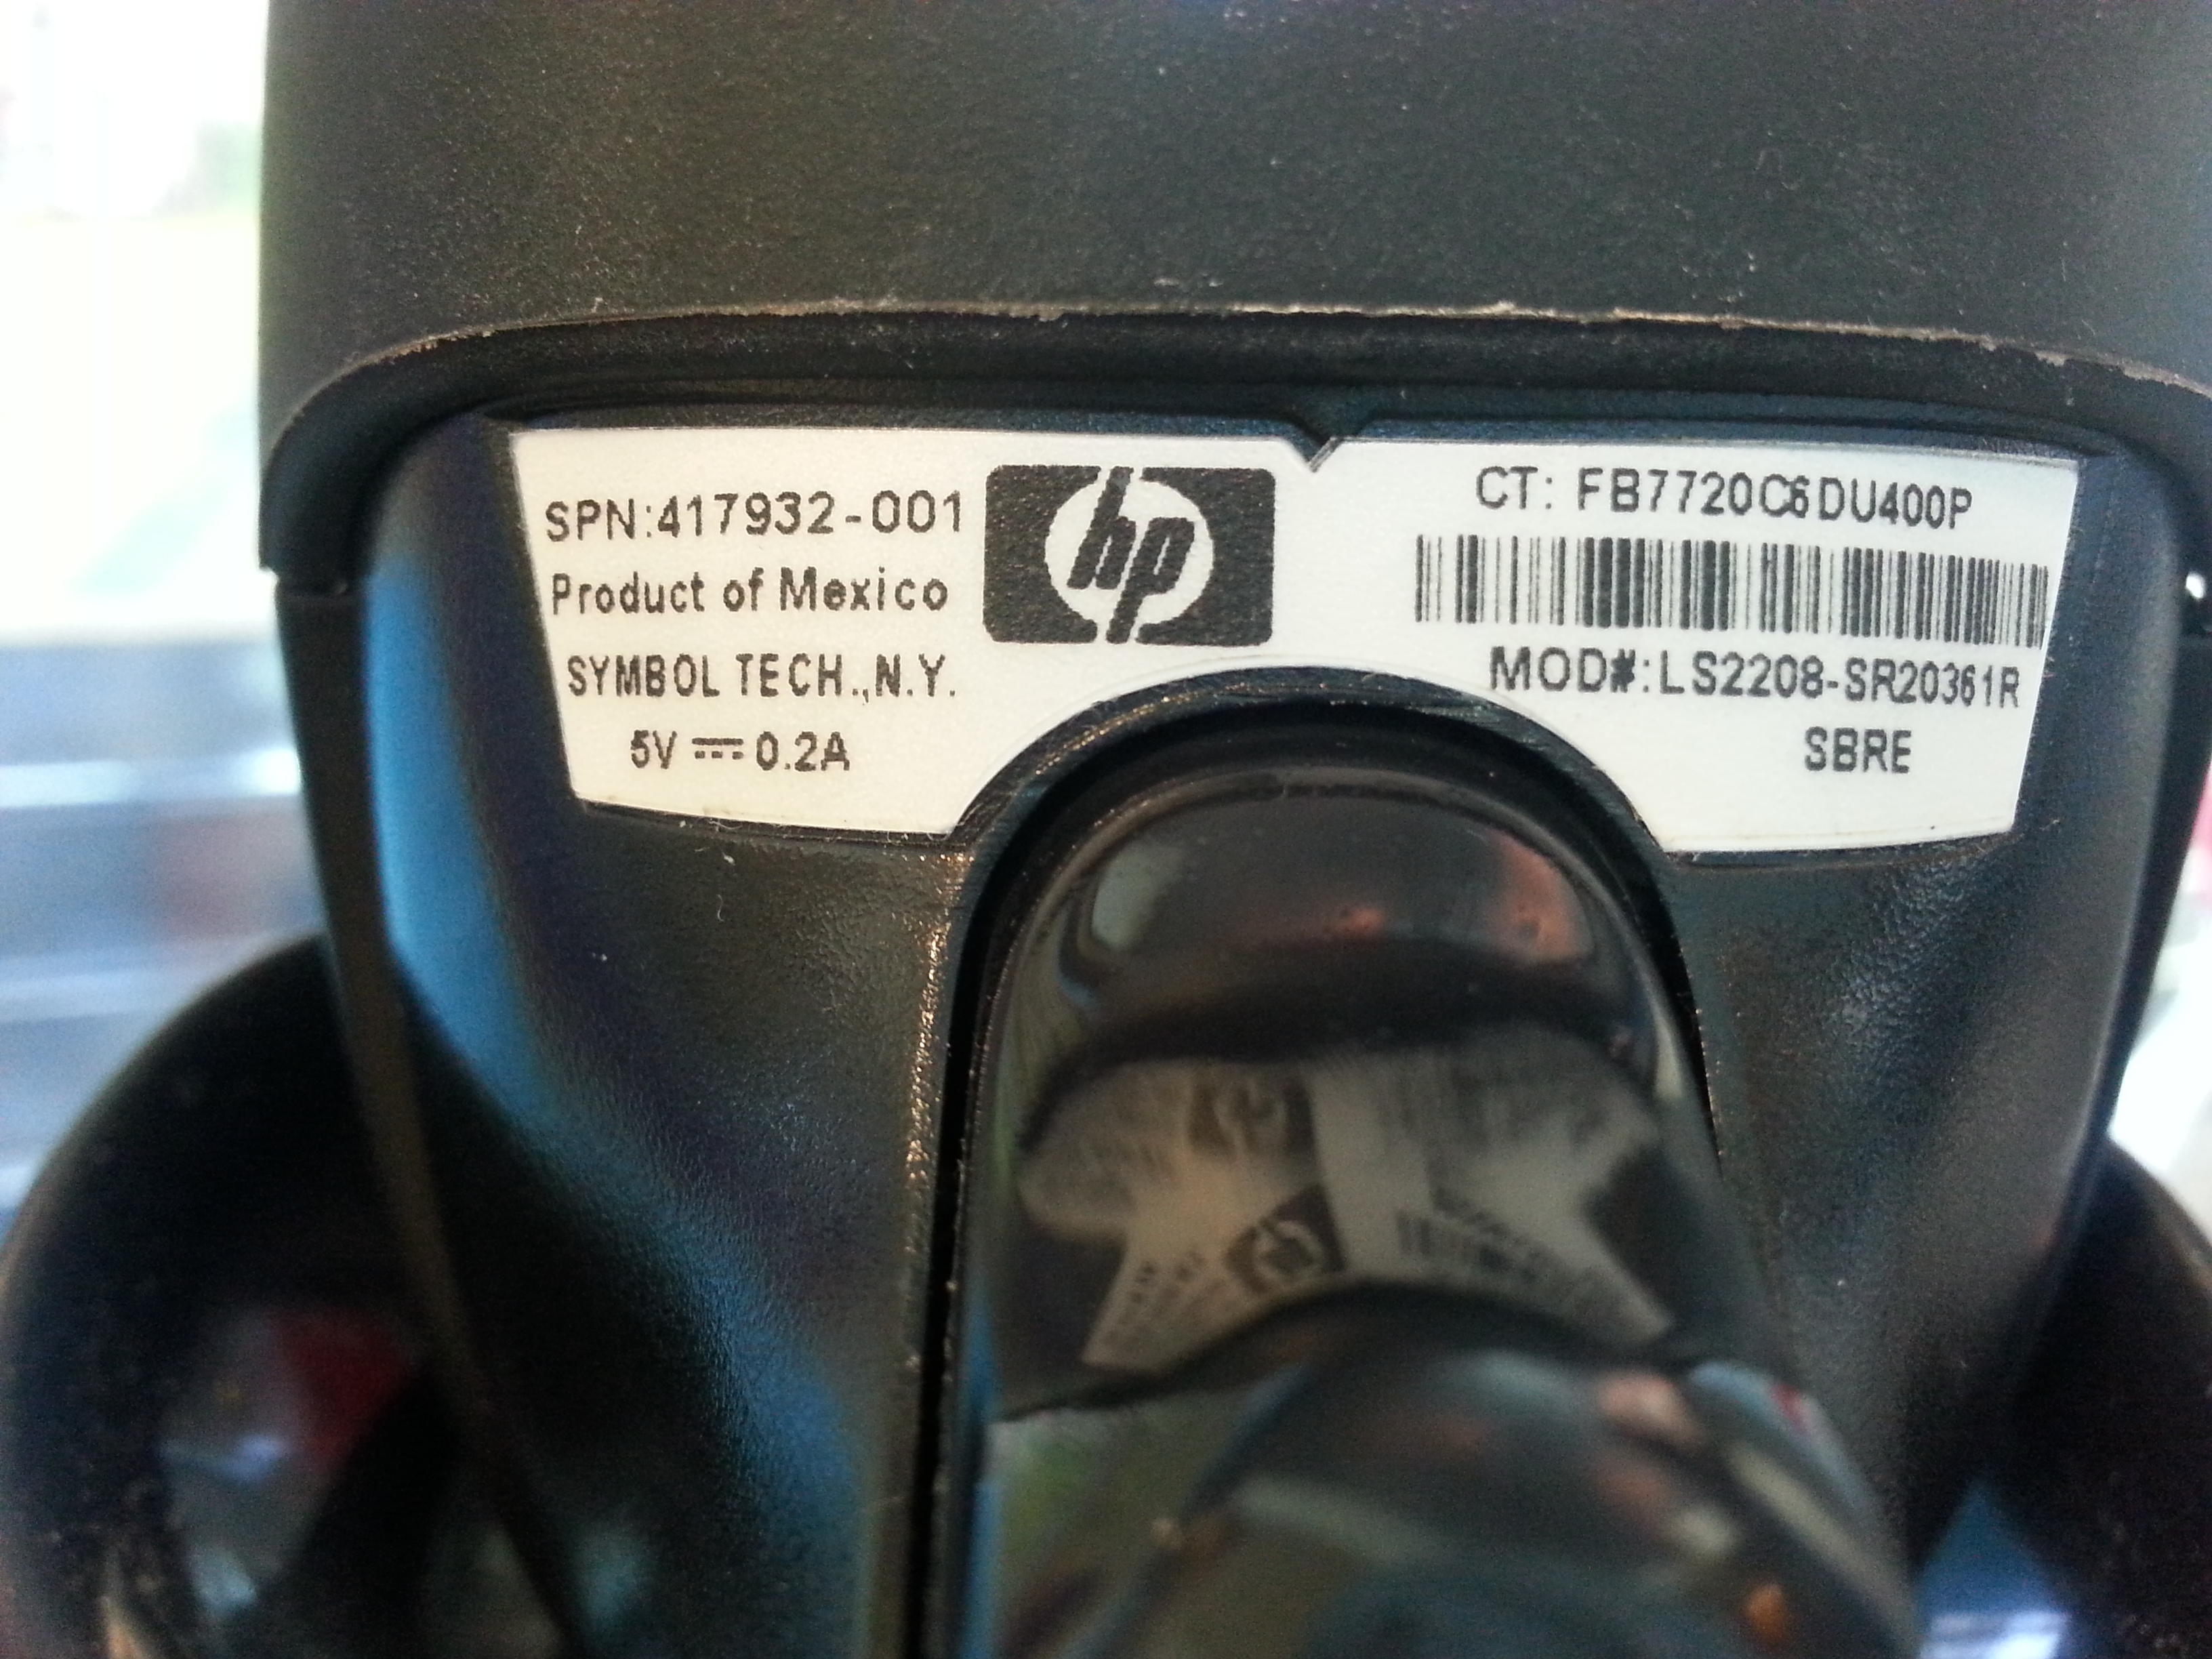 SPN:417932-001
Product of Mexico
SYMBOL TECH.,N.Y.
5V ⎓ 0.2A
hp
CT: FB7720C6DU400P
MOD#:LS2208-SR20361R
SBRE